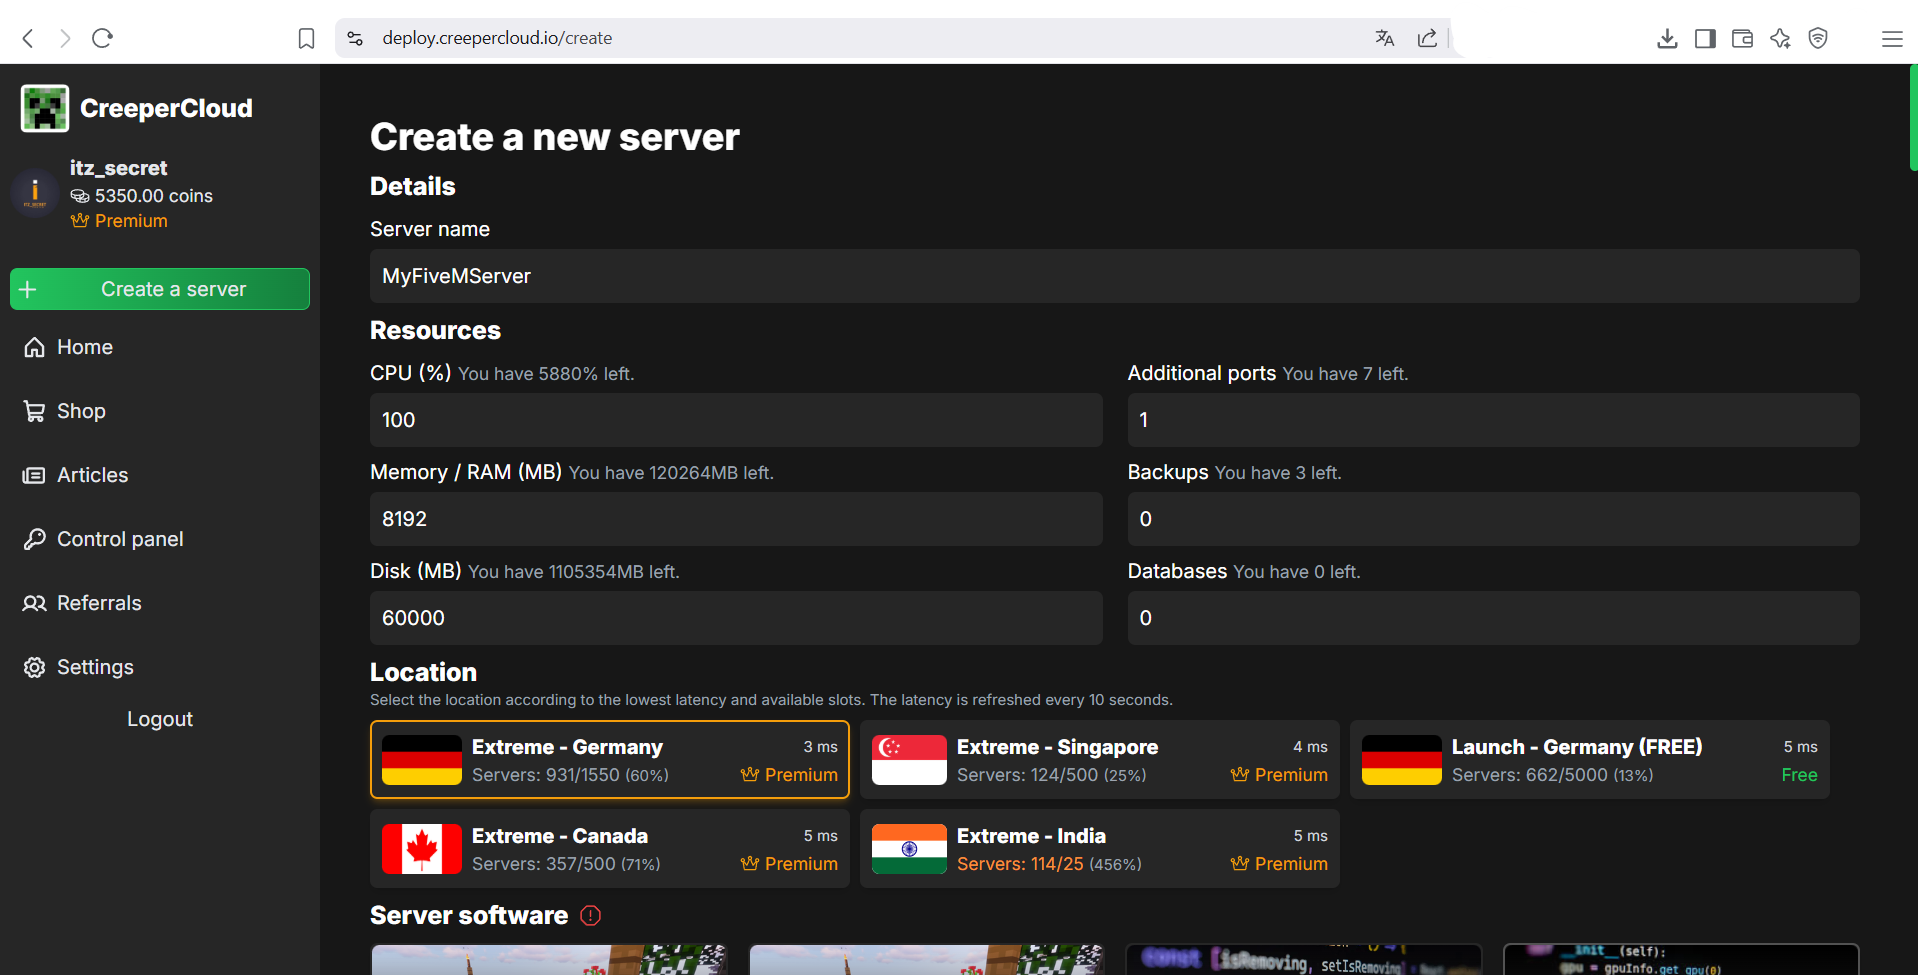 deploy.creepercloud.io/create
CreeperCloud
itz_secret
5350.00 coins
Premium
Create a server
Home
Shop
Articles
Control panel
Referrals
Settings
Logout
Create a new server
Details
Server name
MyFiveMServer
Resources
CPU (%) You have 5880% left.
100
Additional ports You have 7 left.
1
Memory / RAM (MB) You have 120264MB left.
8192
Backups You have 3 left.
0
Disk (MB) You have 1105354MB left.
60000
Databases You have 0 left.
0
Location
Select the location according to the lowest latency and available slots. The latency is refreshed every 10 seconds.
Extreme - Germany 3 ms
Servers: 931/1550 (60%) Premium
Extreme - Singapore 4 ms
Servers: 124/500 (25%) Premium
Launch - Germany (FREE) 5 ms
Servers: 662/5000 (13%) Free
Extreme - Canada 5 ms
Servers: 357/500 (71%) Premium
Extreme - India 5 ms
Servers: 114/25 (456%) Premium
Server software
const [isRemoving, setIsRemoving]
__init__(self):
gpu = gpuInfo.get_gpu(0)